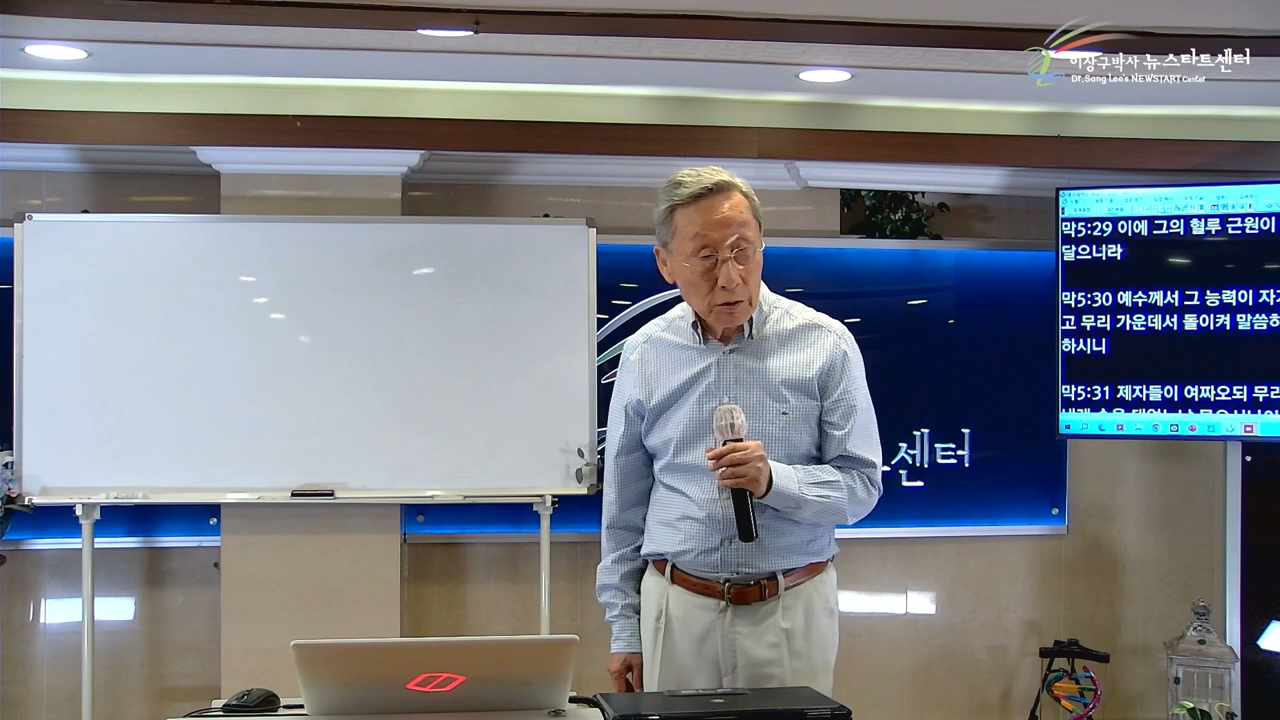 이상구박사 뉴스타트센터
Dr. Sang Lee's NEWSTART Center
막5:29 이에 그의 혈루 근원이
달으니라
막5:30 예수께서 그 능력이 자기
고 무리 가운데서 돌이켜 말씀하
하시니
막5:31 제자들이 여짜오되 무리
센터